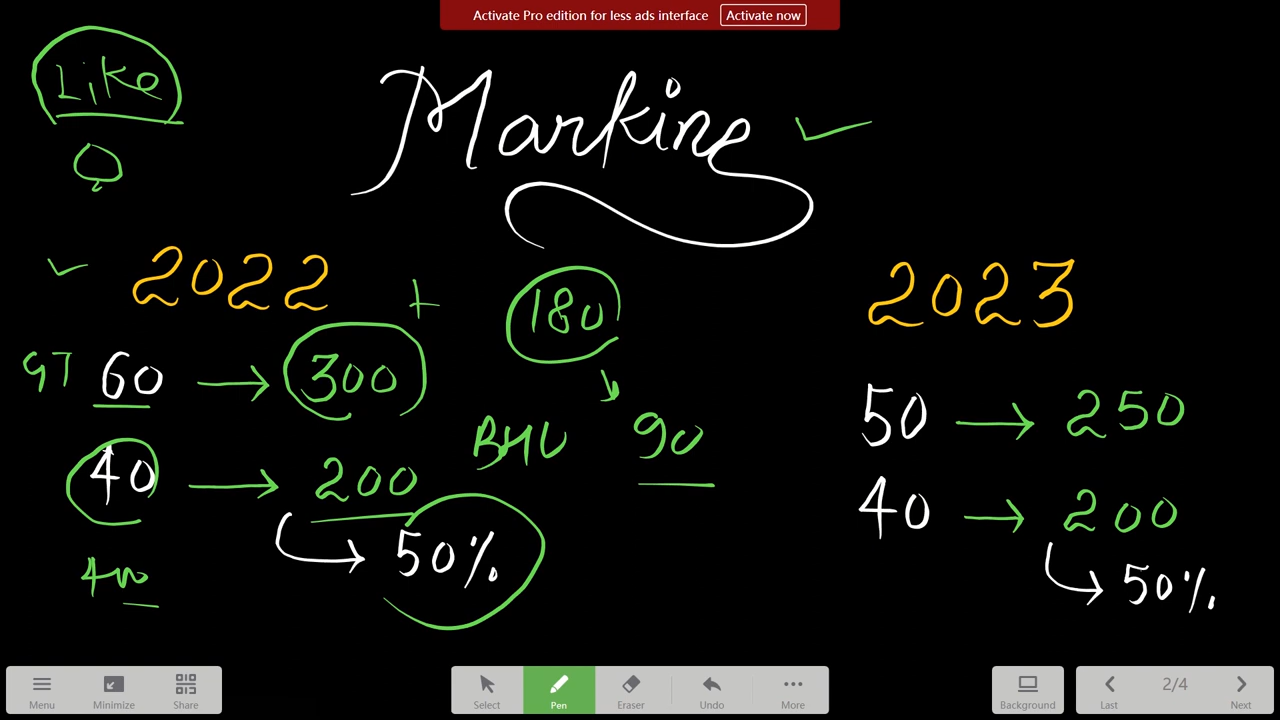 Activate Pro edition for less ads interface Activate now
Like
Marking
2022 + 180
2023
GT 60 → 300
50 → 250
BHU 90
40 → 200
40 → 200
50%
50%
400
Menu Minimize Share Select Pen Eraser Undo More Background Last 2/4 Next